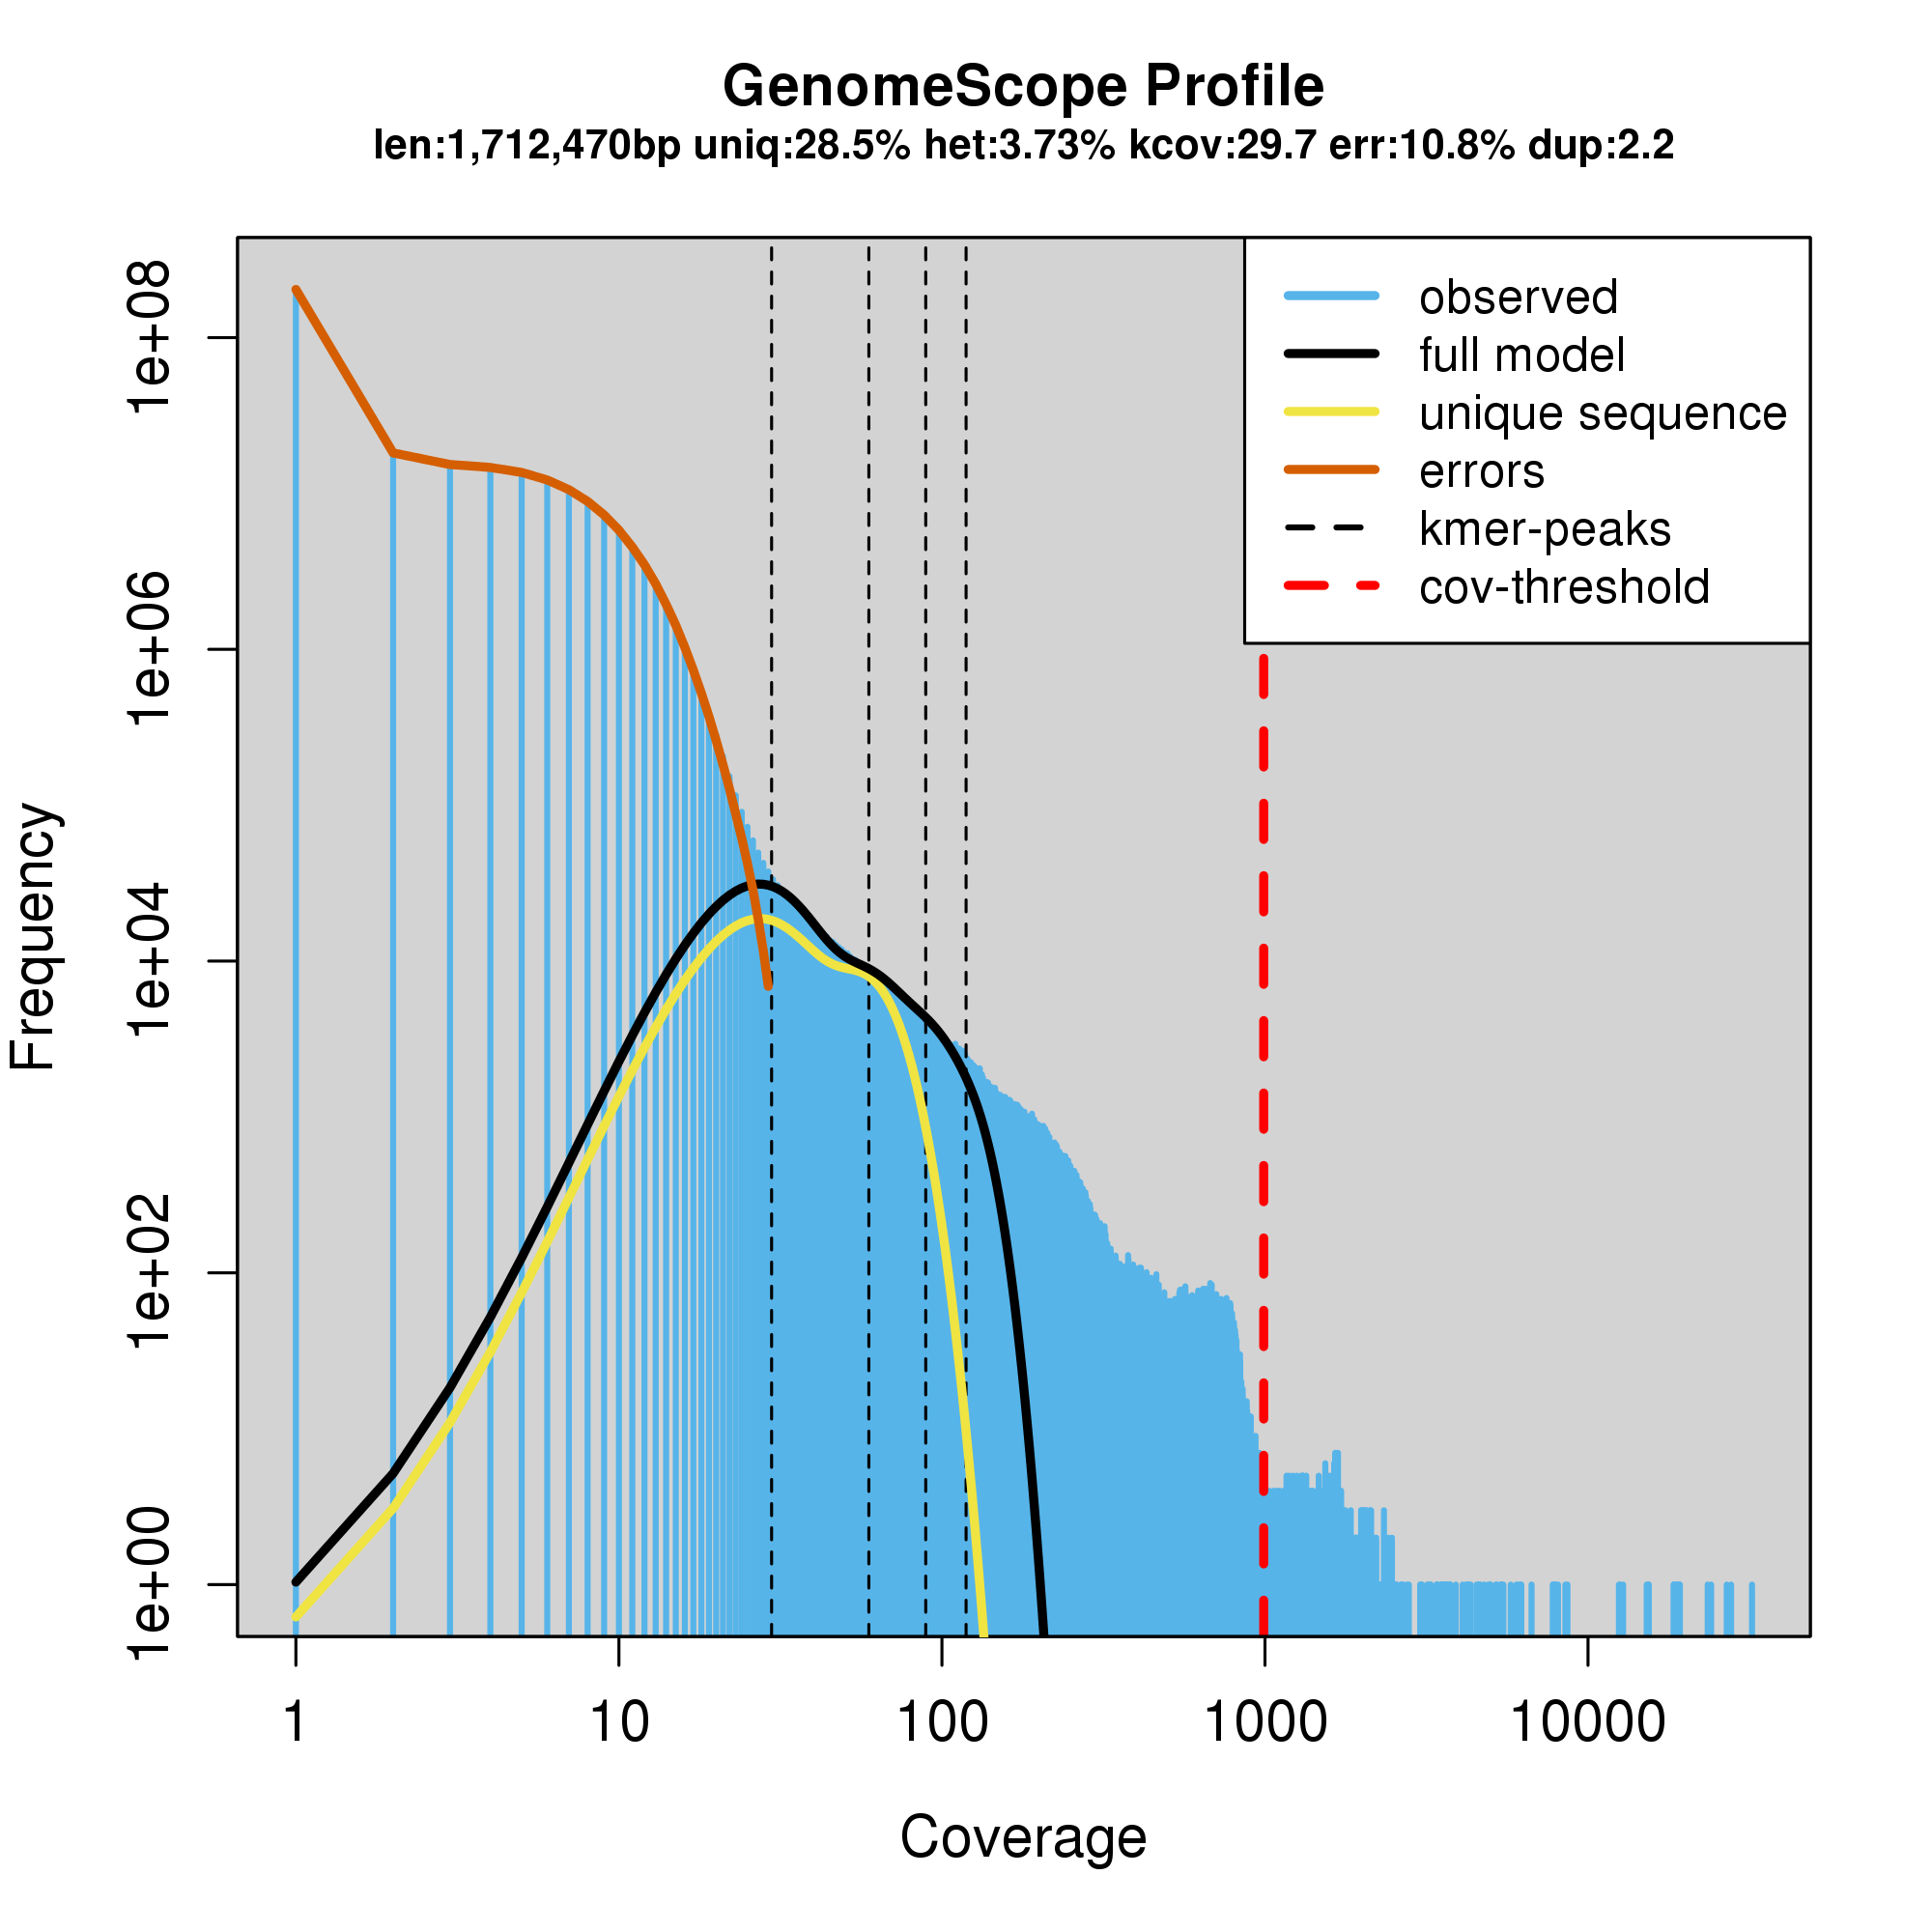 GenomeScope Profile
len:1,712,470bp uniq:28.5% het:3.73% kcov:29.7 err:10.8% dup:2.2
observed
full model
unique sequence
errors
kmer-peaks
cov-threshold
Frequency
1e+08
1e+06
1e+04
1e+02
1e+00
1 10 100 1000 10000
Coverage